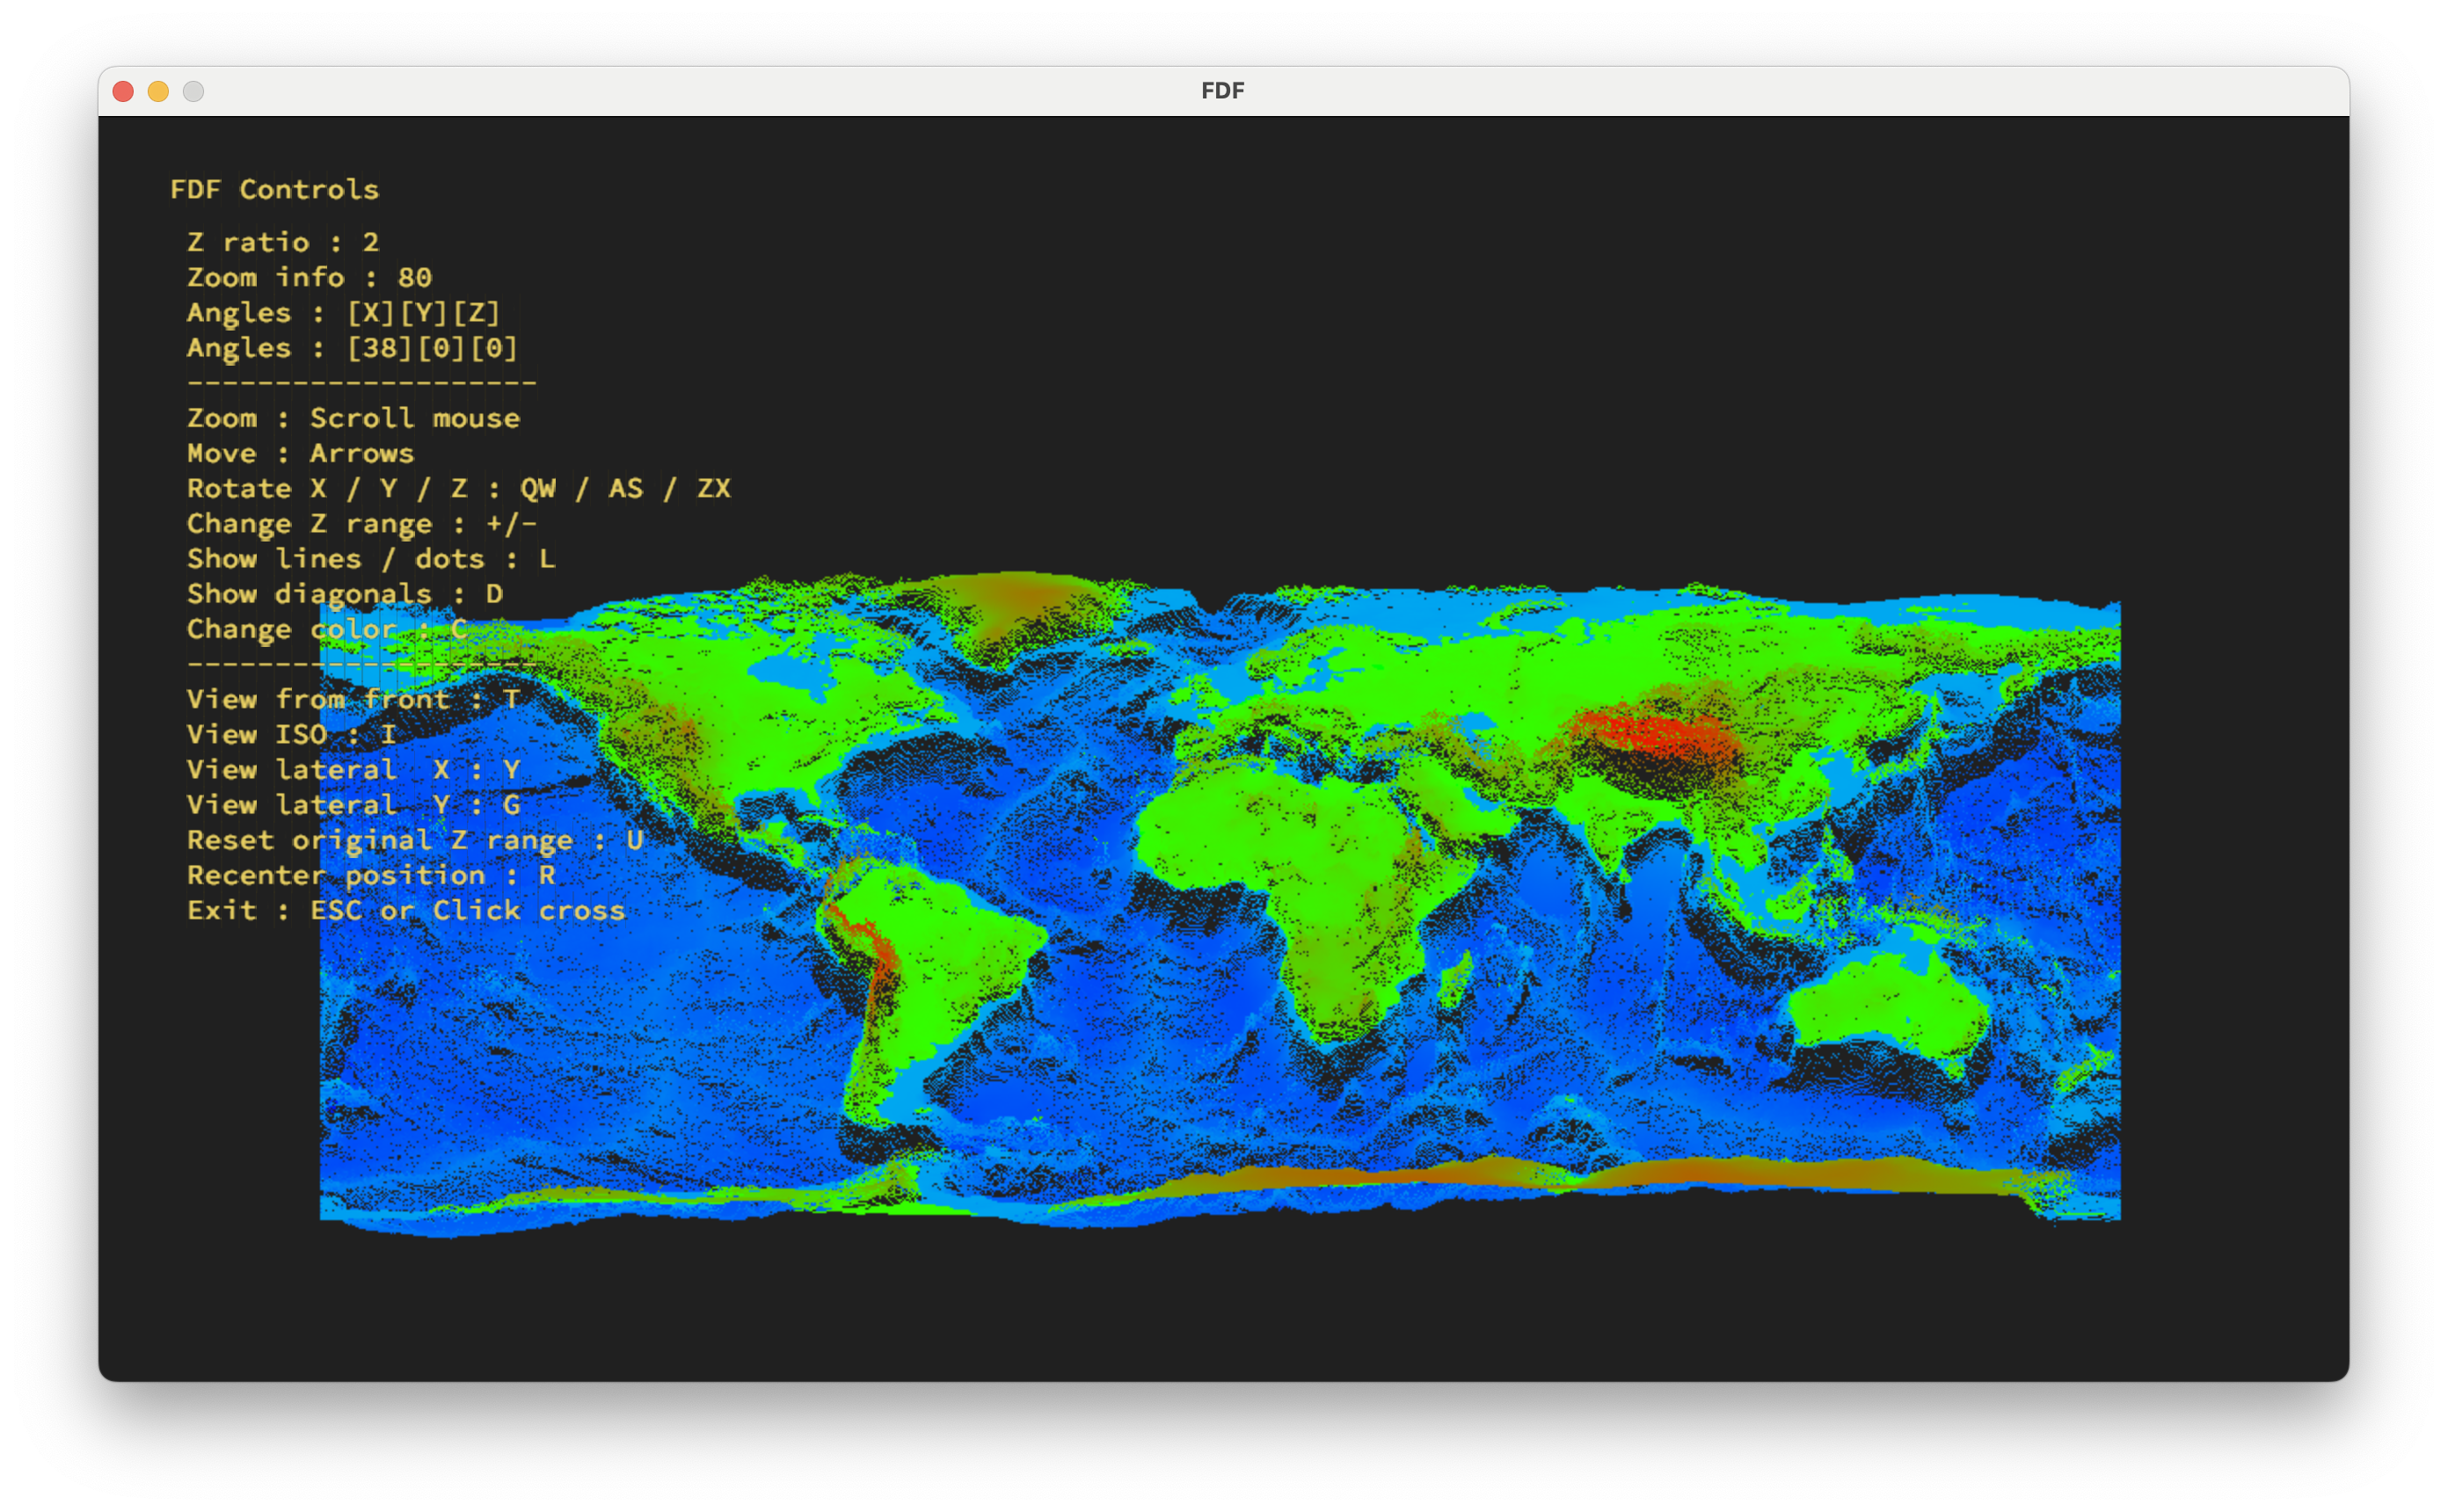 FDF
FDF Controls
Z ratio : 2
Zoom info : 80
Angles : [X][Y][Z]
Angles : [38][0][0]
--------------------
Zoom : Scroll mouse
Move : Arrows
Rotate X / Y / Z : QW / AS / ZX
Change Z range : +/-
Show lines / dots : L
Show diagonals : D
Change color : C
--------------------
View from front : T
View ISO : I
View lateral  X : Y
View lateral  Y : G
Reset original Z range : U
Recenter position : R
Exit : ESC or Click cross